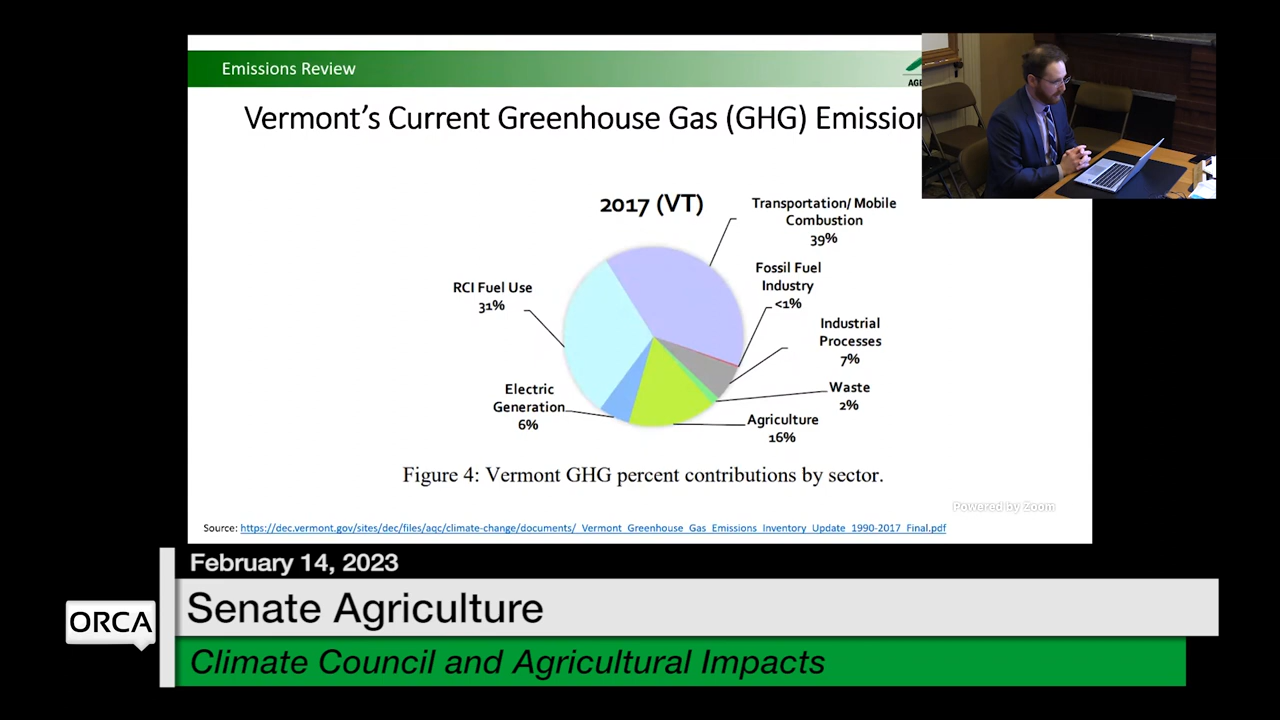 Emissions Review
AGR
Vermont's Current Greenhouse Gas (GHG) Emission
2017 (VT)
Transportation/ Mobile
Combustion
39%
Fossil Fuel
Industry
<1%
RCI Fuel Use
31%
Industrial
Processes
7%
Waste
2%
Electric
Generation
6%
Agriculture
16%
Figure 4: Vermont GHG percent contributions by sector.
Powered by Zoom
Source: https://dec.vermont.gov/sites/dec/files/aqc/climate-change/documents/_Vermont_Greenhouse_Gas_Emissions_Inventory_Update_1990-2017_Final.pdf
February 14, 2023
Senate Agriculture
ORCA
Climate Council and Agricultural Impacts